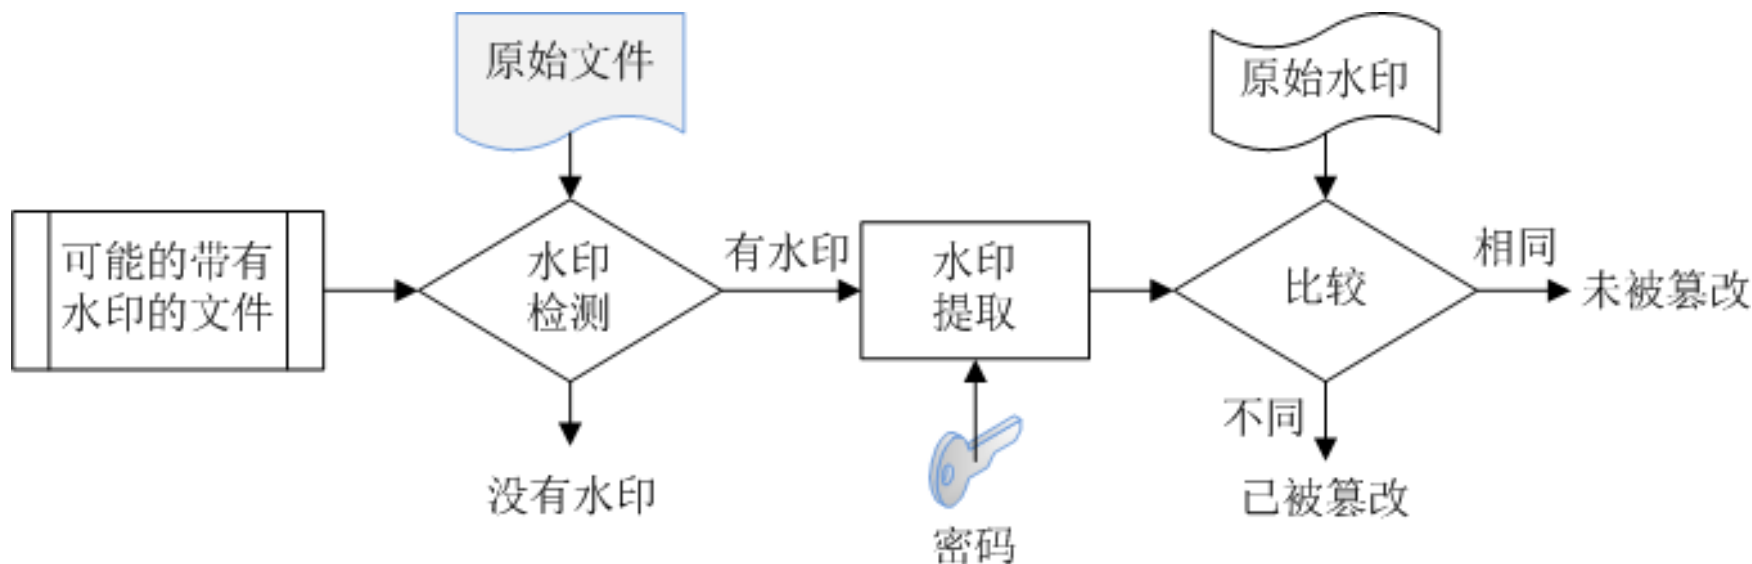 原始文件
原始水印
可能的带有
水印的文件
水印
检测
有水印
水印
提取
比较
相同
未被篡改
不同
没有水印
密码
已被篡改